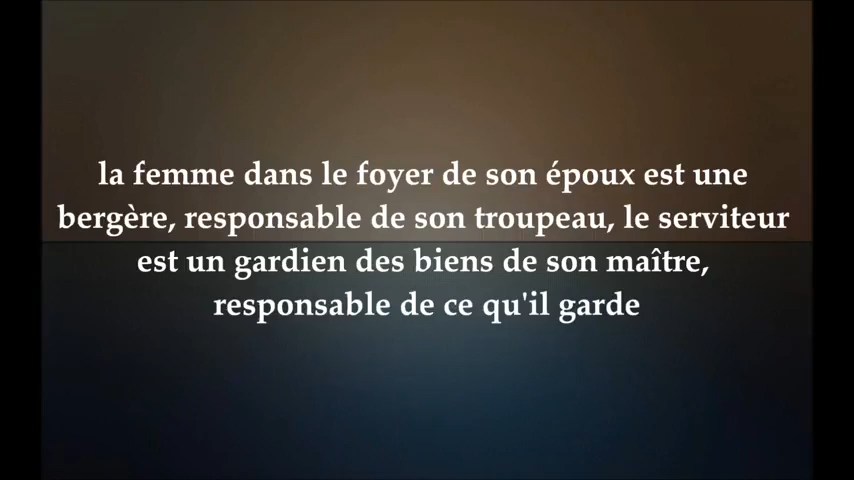 la femme dans le foyer de son époux est une
bergère, responsable de son troupeau, le serviteur
est un gardien des biens de son maître,
responsable de ce qu'il garde